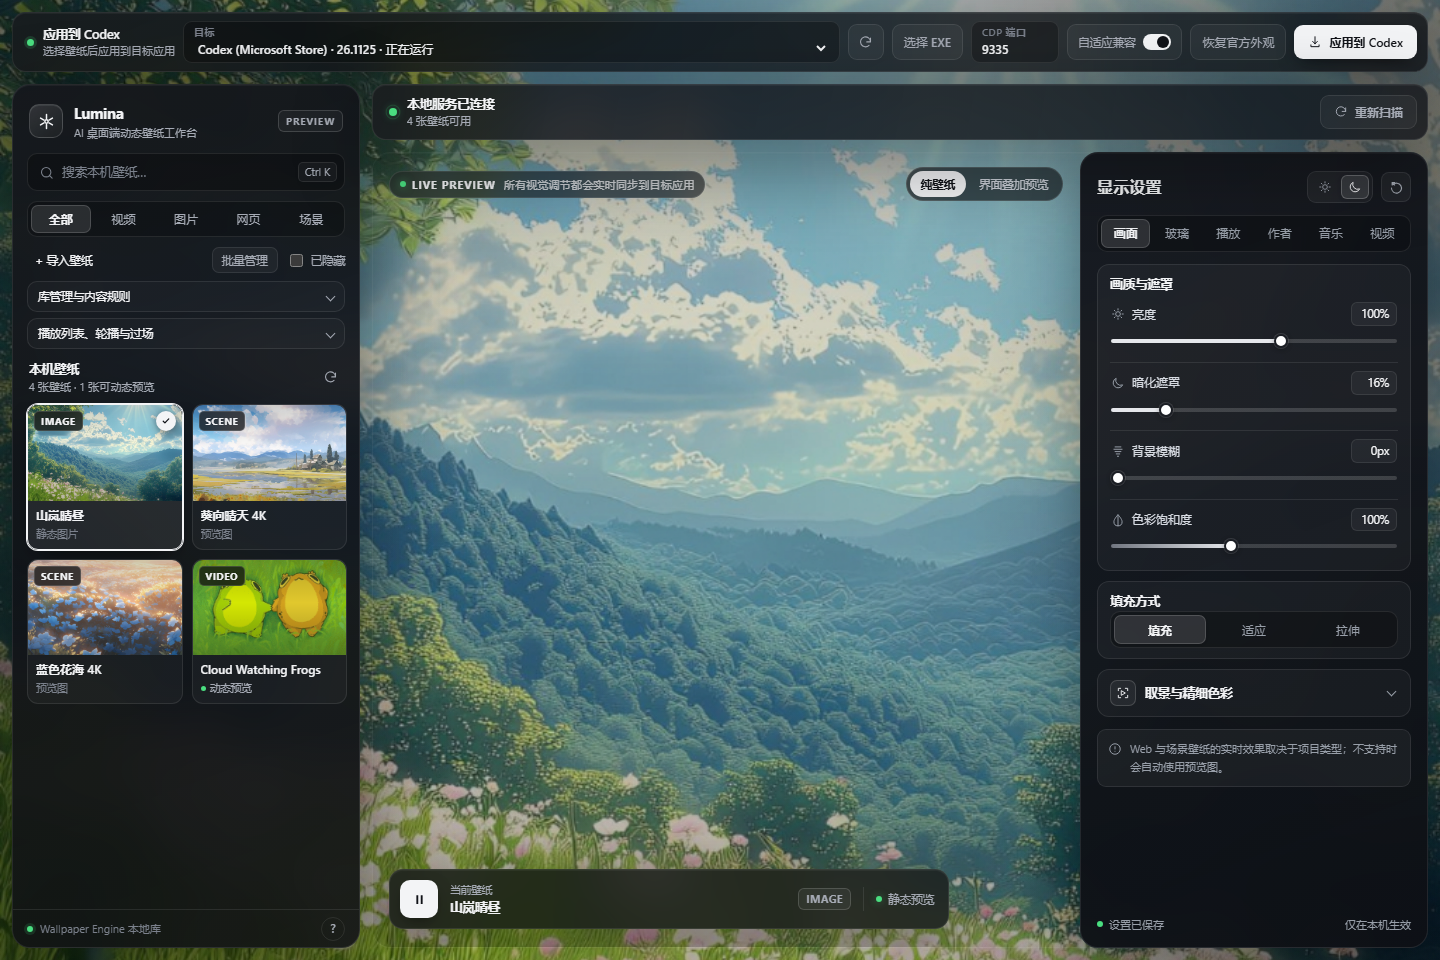 应用到 Codex
选择壁纸后应用到目标应用
目标
Codex (Microsoft Store) · 26.1125 · 正在运行
选择 EXE
CDP 端口
9335
自适应兼容
恢复官方外观
应用到 Codex
Lumina
AI 桌面端动态壁纸工作台
PREVIEW
搜索本机壁纸...
Ctrl K
全部
视频
图片
网页
场景
+ 导入壁纸
批量管理
已隐藏
库管理与内容规则
播放列表、轮播与过场
本机壁纸
4 张壁纸 · 1 张可动态预览
IMAGE
山岚晴昼
静态图片
SCENE
葵向晴天 4K
预览图
SCENE
蓝色花海 4K
预览图
VIDEO
Cloud Watching Frogs
动态预览
Wallpaper Engine 本地库
?
本地服务已连接
4 张壁纸可用
重新扫描
LIVE PREVIEW 所有视觉调节都会实时同步到目标应用
纯壁纸
界面叠加预览
当前壁纸
山岚晴昼
IMAGE
静态预览
显示设置
画面
玻璃
播放
作者
音乐
视频
画质与遮罩
亮度
100%
暗化遮罩
16%
背景模糊
0px
色彩饱和度
100%
填充方式
填充
适应
拉伸
取景与精细色彩
Web 与场景壁纸的实时效果取决于项目类型；不支持时
会自动使用预览图。
设置已保存
仅在本机生效